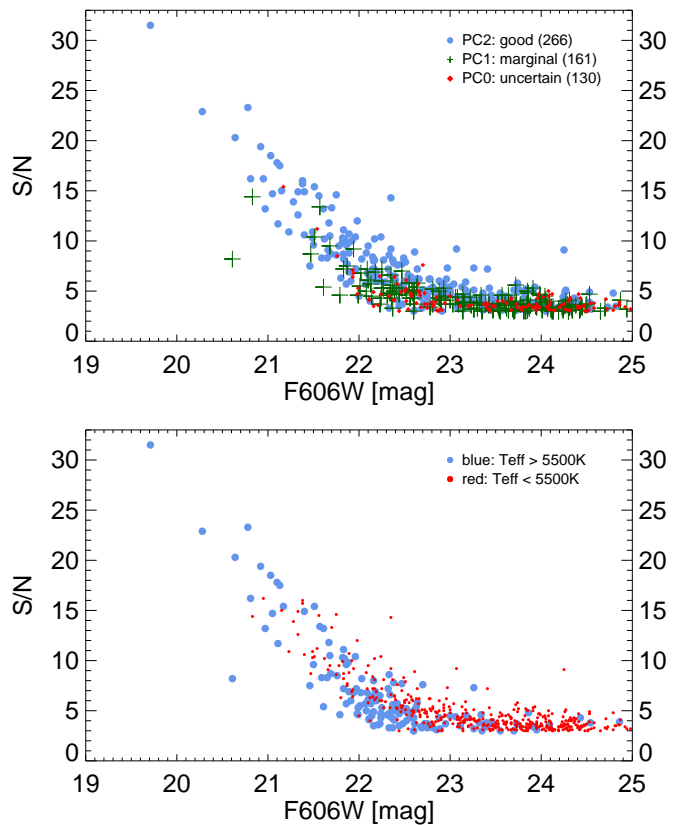 PC2: good (266)
PC1: marginal (161)
PC0: uncertain (130)
30 30
25 25
20 20
15 15
10 10
5 5
0 0
S/N
19 20 21 22 23 24 25
F606W [mag]
blue: Teff > 5500K
red: Teff < 5500K
30 30
25 25
20 20
15 15
10 10
5 5
0 0
S/N
19 20 21 22 23 24 25
F606W [mag]